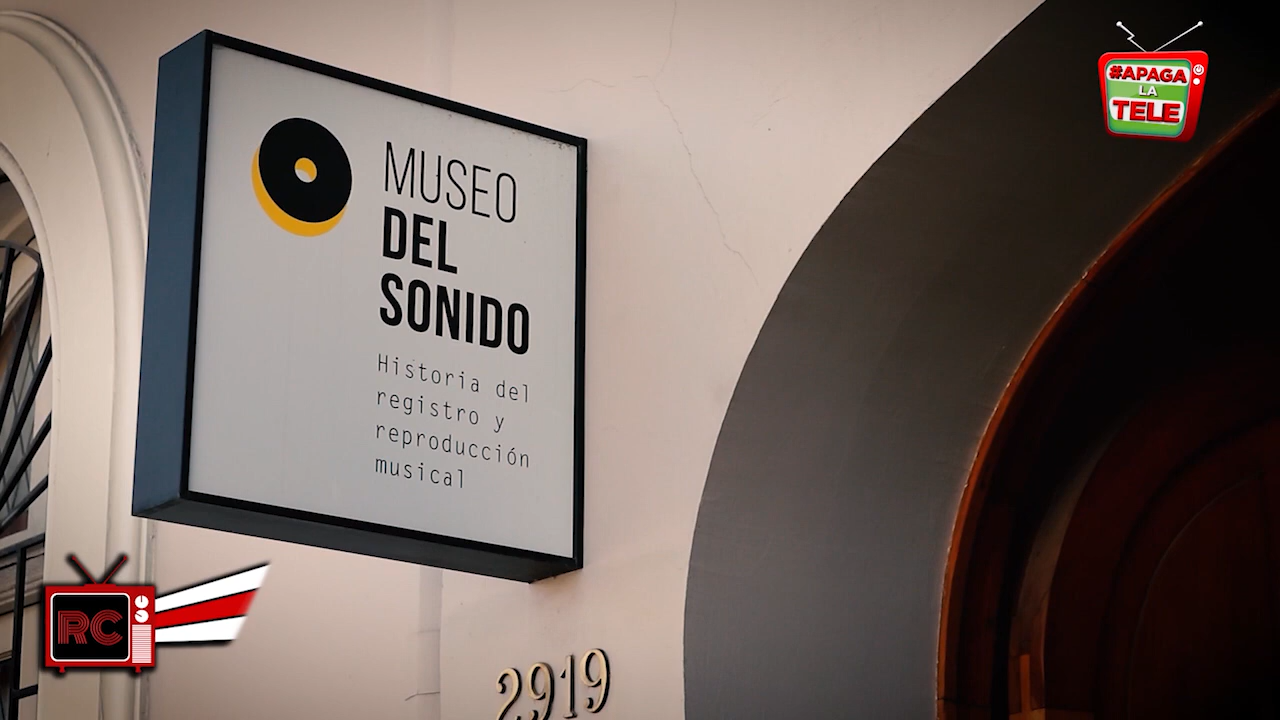 MUSEO
DEL
SONIDO
Historia del
registro y
reproducción
musical
2919
#APAGA
LA
TELE
RC